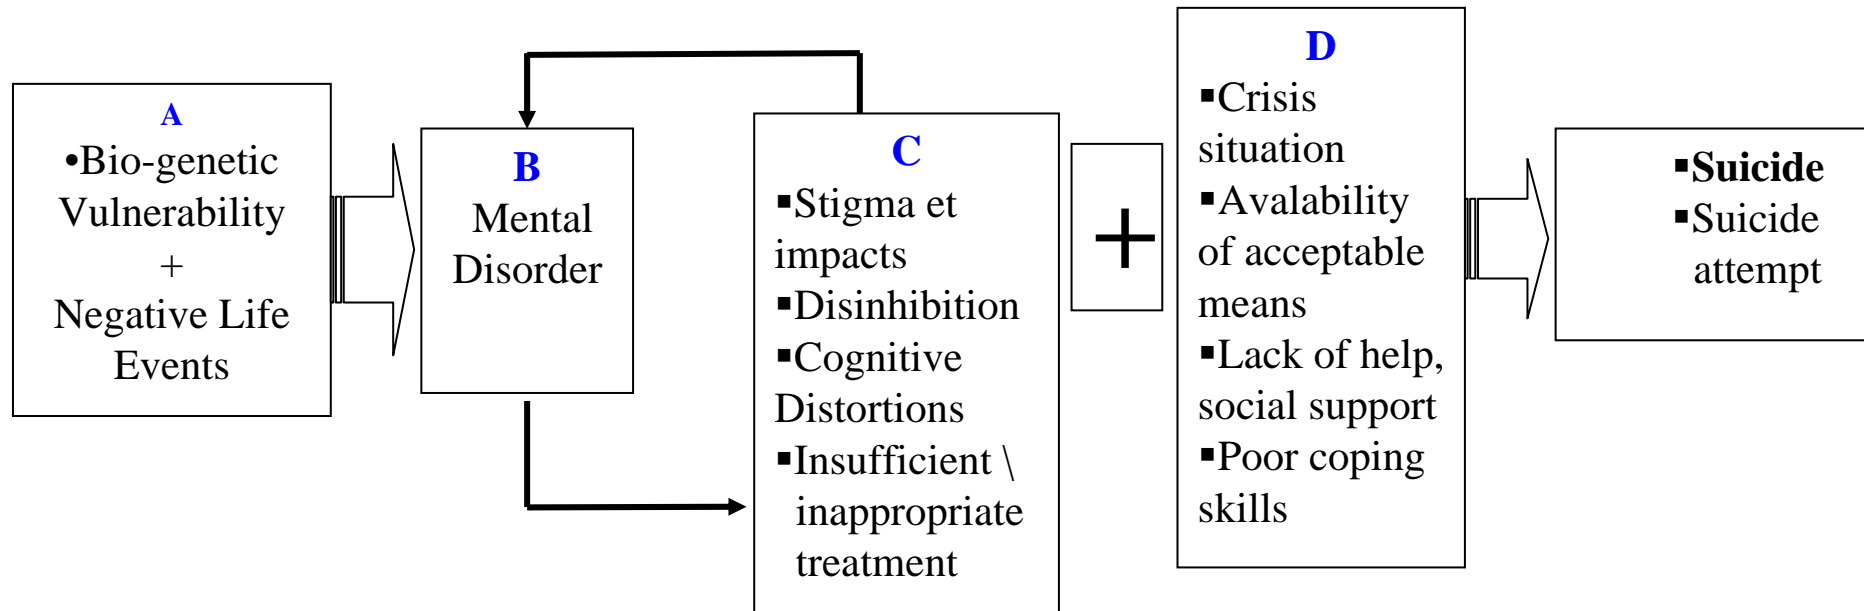 A
•Bio-genetic
Vulnerability
+
Negative Life
Events
B
Mental
Disorder
C
▪Stigma et
impacts
▪Disinhibition
▪Cognitive
Distortions
▪Insufficient \
inappropriate
treatment
+
D
▪Crisis
situation
▪Avalability
of acceptable
means
▪Lack of help,
social support
▪Poor coping
skills
▪Suicide
▪Suicide
attempt